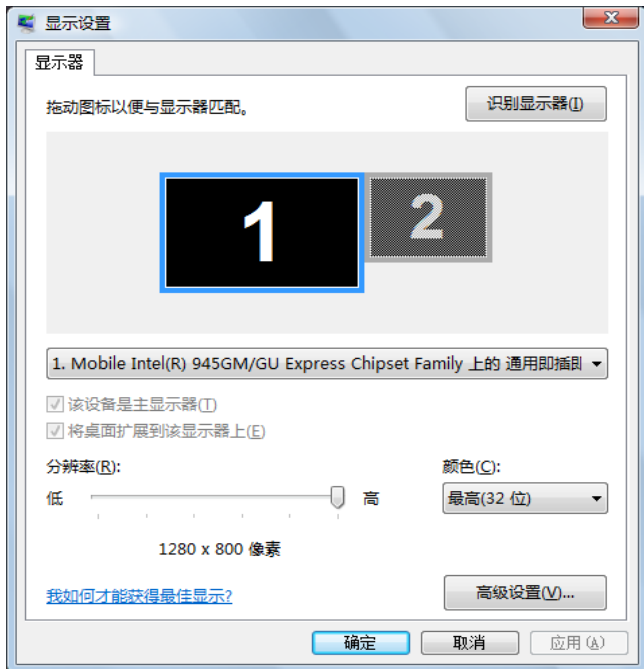 显示设置
显示器
拖动图标以便与显示器匹配。
识别显示器(I)
1
2
1. Mobile Intel(R) 945GM/GU Express Chipset Family 上的 通用即插
该设备是主显示器(T)
将桌面扩展到该显示器上(E)
分辨率(R):
颜色(C):
低
高
最高(32 位)
1280 x 800 像素
我如何才能获得最佳显示?
高级设置(V)...
确定
取消
应用(A)